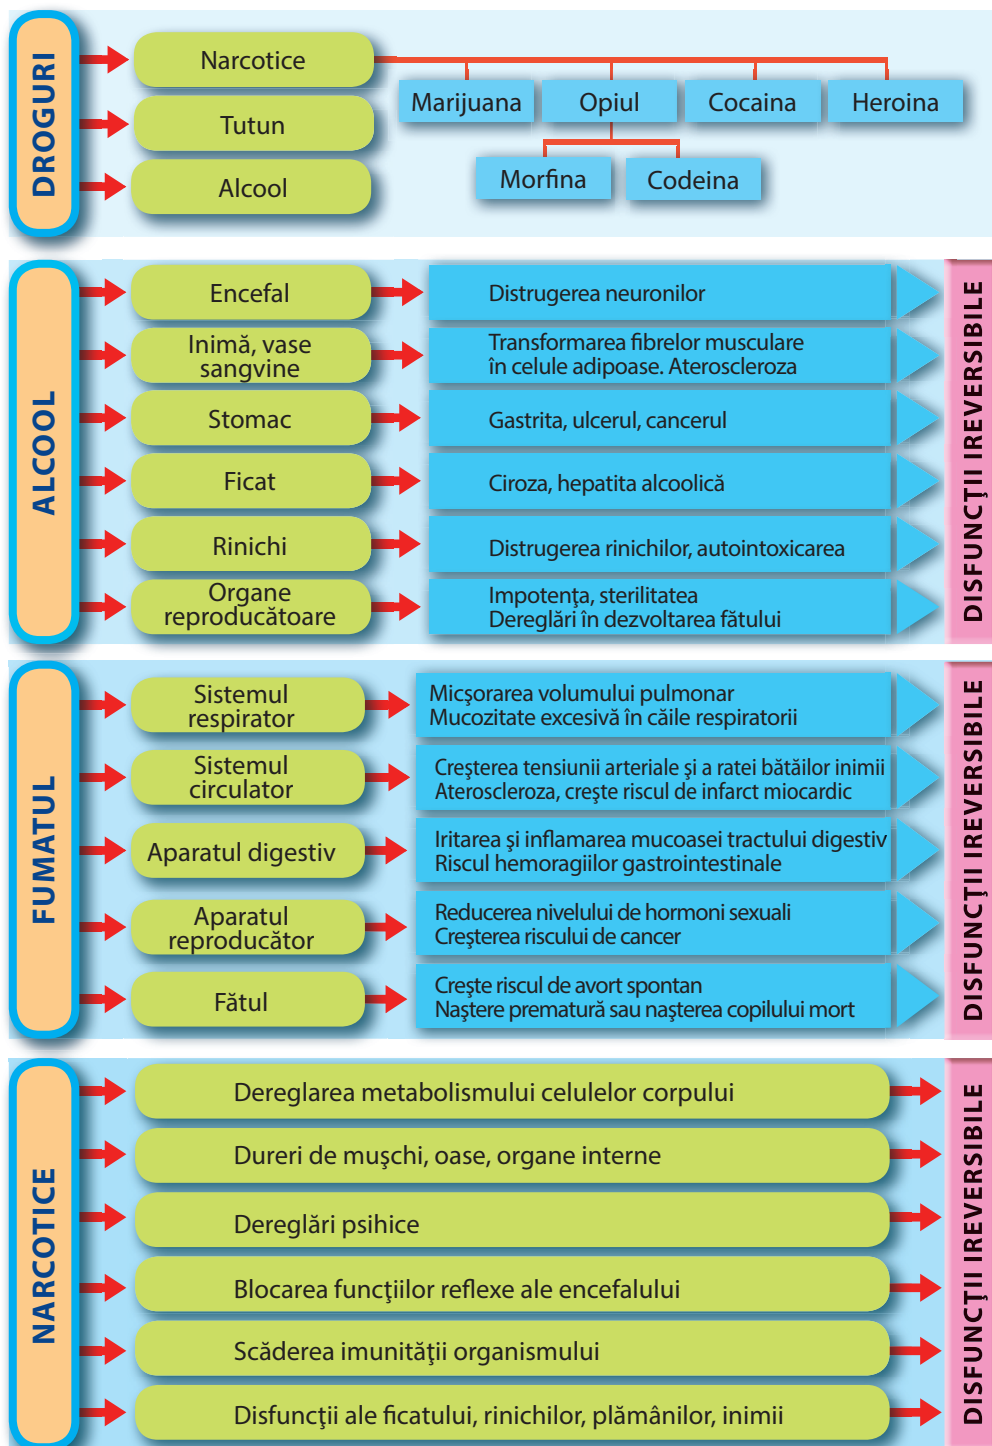 DROGURI
Narcotice
Tutun
Alcool
Marijuana
Opiul
Cocaina
Heroina
Morfina
Codeina
ALCOOL
Encefal
Distrugerea neuronilor
Inimă, vase
sangvine
Transformarea fibrelor musculare
în celule adipoase. Ateroscleroza
Stomac
Gastrita, ulcerul, cancerul
Ficat
Ciroza, hepatita alcoolică
Rinichi
Distrugerea rinichilor, autointoxicarea
Organe
reproducătoare
Impotenţa, sterilitatea
Dereglări în dezvoltarea fătului
DISFUNCŢII IREVERSIBILE
FUMATUL
Sistemul
respirator
Micşorarea volumului pulmonar
Mucozitate excesivă în căile respiratorii
Sistemul
circulator
Creşterea tensiunii arteriale şi a ratei bătăilor inimii
Ateroscleroza, creşte riscul de infarct miocardic
Aparatul digestiv
Iritarea şi inflamarea mucoasei tractului digestiv
Riscul hemoragiilor gastrointestinale
Aparatul
reproducător
Reducerea nivelului de hormoni sexuali
Creşterea riscului de cancer
Fătul
Creşte riscul de avort spontan
Naştere prematură sau naşterea copilului mort
DISFUNCŢII IREVERSIBILE
NARCOTICE
Dereglarea metabolismului celulelor corpului
Dureri de muşchi, oase, organe interne
Dereglări psihice
Blocarea funcţiilor reflexe ale encefalului
Scăderea imunităţii organismului
Disfuncţii ale ficatului, rinichilor, plămânilor, inimii
DISFUNCŢII IREVERSIBILE